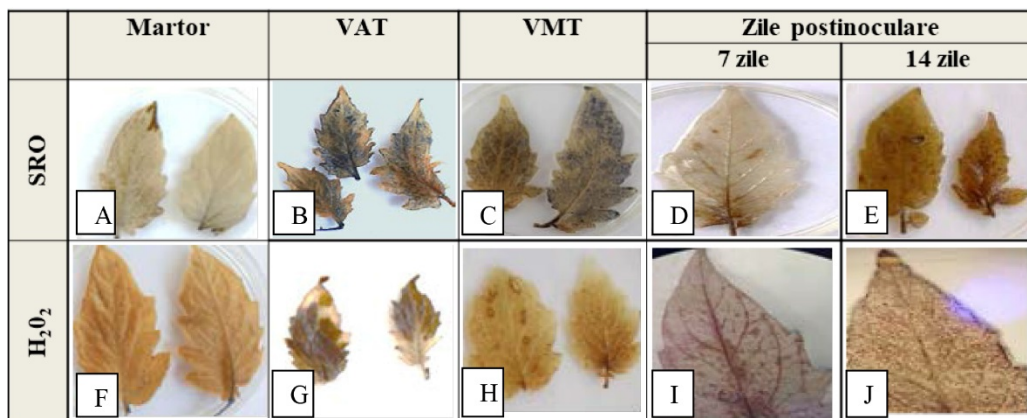 Martor VAT VMT Zile postinoculare
7 zile 14 zile
SRO
A B C D E
H₂0₂
F G H I J